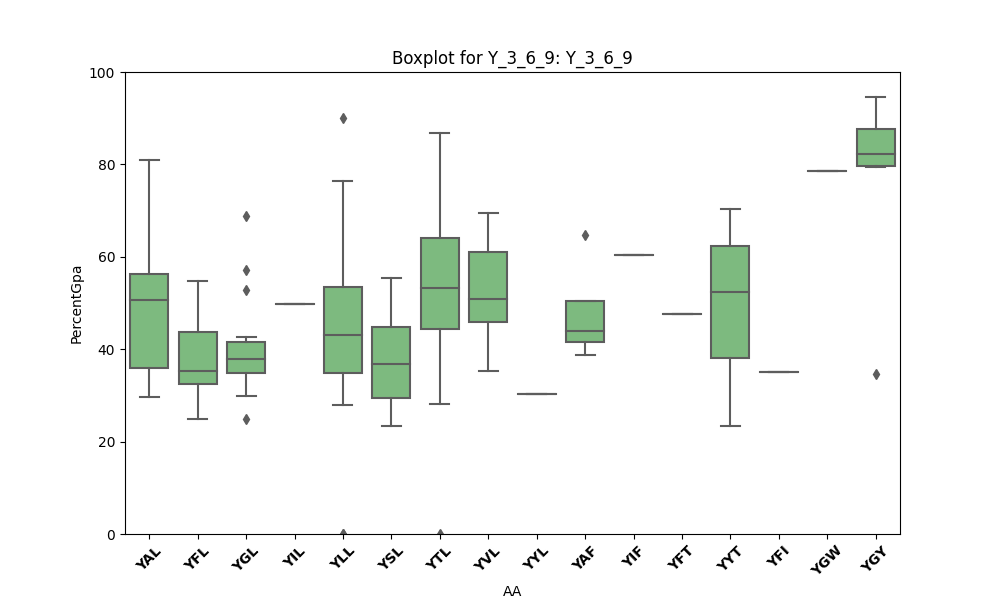 Boxplot for Y_3_6_9: Y_3_6_9
100
80
60
40
20
0
PercentGpa
YAL YFL YGL YIL YLL YSL YTL YVL YYL YAF YIF YFT YYT YFI YGW YGY
AA